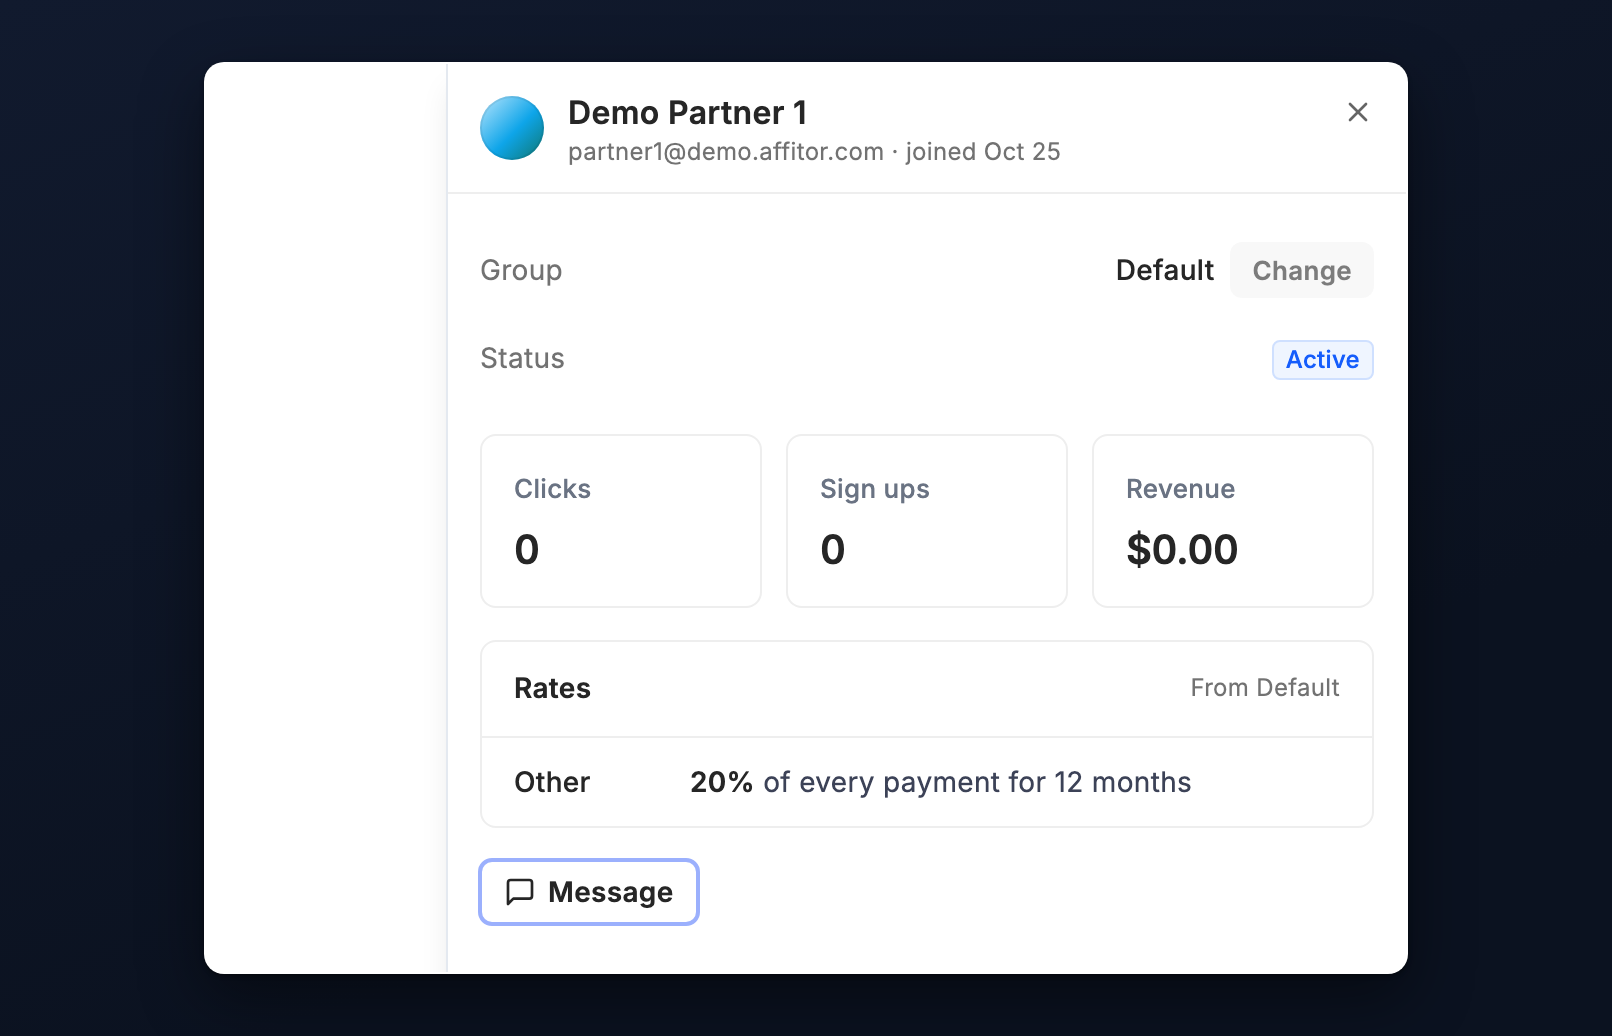 Demo Partner 1
partner1@demo.affitor.com · joined Oct 25
Group
Default Change
Status
Active
Clicks
0
Sign ups
0
Revenue
$0.00
Rates
From Default
Other
20% of every payment for 12 months
Message